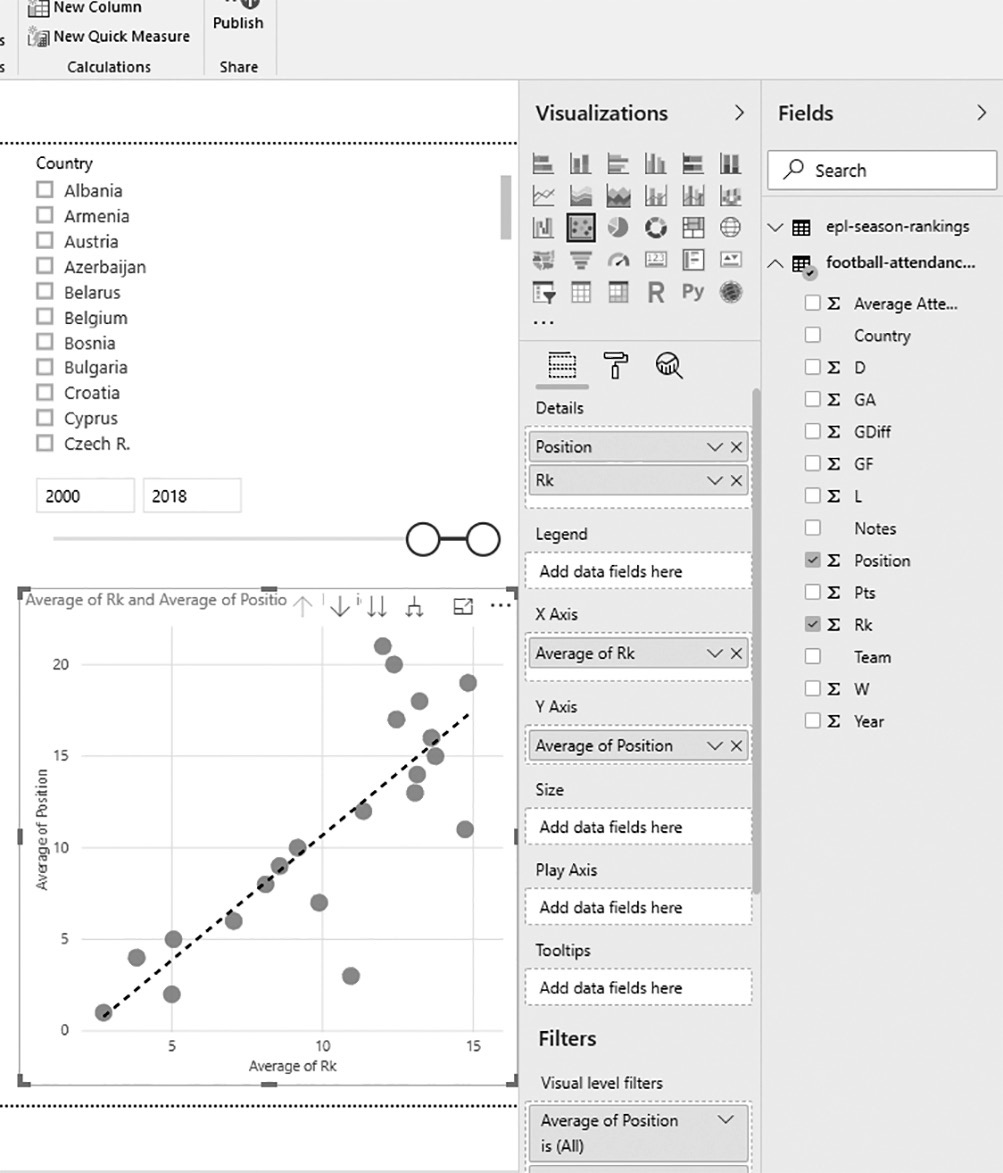 New Column
New Quick Measure
Calculations
Publish
Share
s
s
Country
Albania
Armenia
Austria
Azerbaijan
Belarus
Belgium
Bosnia
Bulgaria
Croatia
Cyprus
Czech R.
2000
2018
Average of Rk and Average of Positio
20
15
10
5
0
Average of Position
5
10
15
Average of Rk
Visualizations
123
R
Py
...
Details
Position
Rk
Legend
Add data fields here
X Axis
Average of Rk
Y Axis
Average of Position
Size
Add data fields here
Play Axis
Add data fields here
Tooltips
Add data fields here
Filters
Visual level filters
Average of Position
is (All)
Fields
Search
epl-season-rankings
football-attendanc...
Σ Average Atte...
Country
Σ D
Σ GA
Σ GDiff
Σ GF
Σ L
Notes
Σ Position
Σ Pts
Σ Rk
Team
Σ W
Σ Year